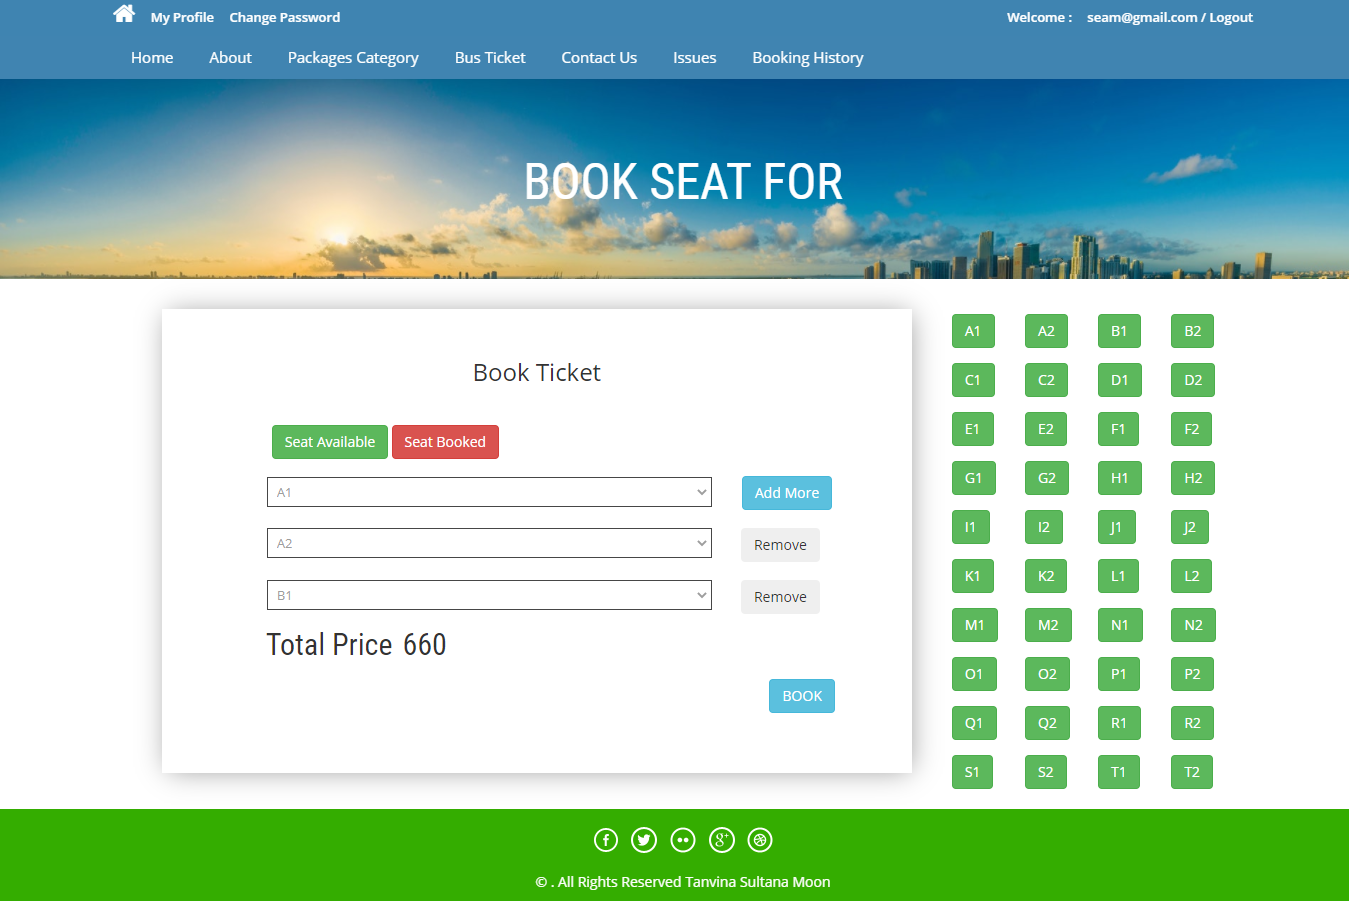 My Profile Change Password Welcome : seam@gmail.com / Logout
Home About Packages Category Bus Ticket Contact Us Issues Booking History
BOOK SEAT FOR
Book Ticket
Seat Available Seat Booked
A1 Add More
A2 Remove
B1 Remove
Total Price 660
BOOK
A1 A2 B1 B2
C1 C2 D1 D2
E1 E2 F1 F2
G1 G2 H1 H2
I1 I2 J1 J2
K1 K2 L1 L2
M1 M2 N1 N2
O1 O2 P1 P2
Q1 Q2 R1 R2
S1 S2 T1 T2
© . All Rights Reserved Tanvina Sultana Moon